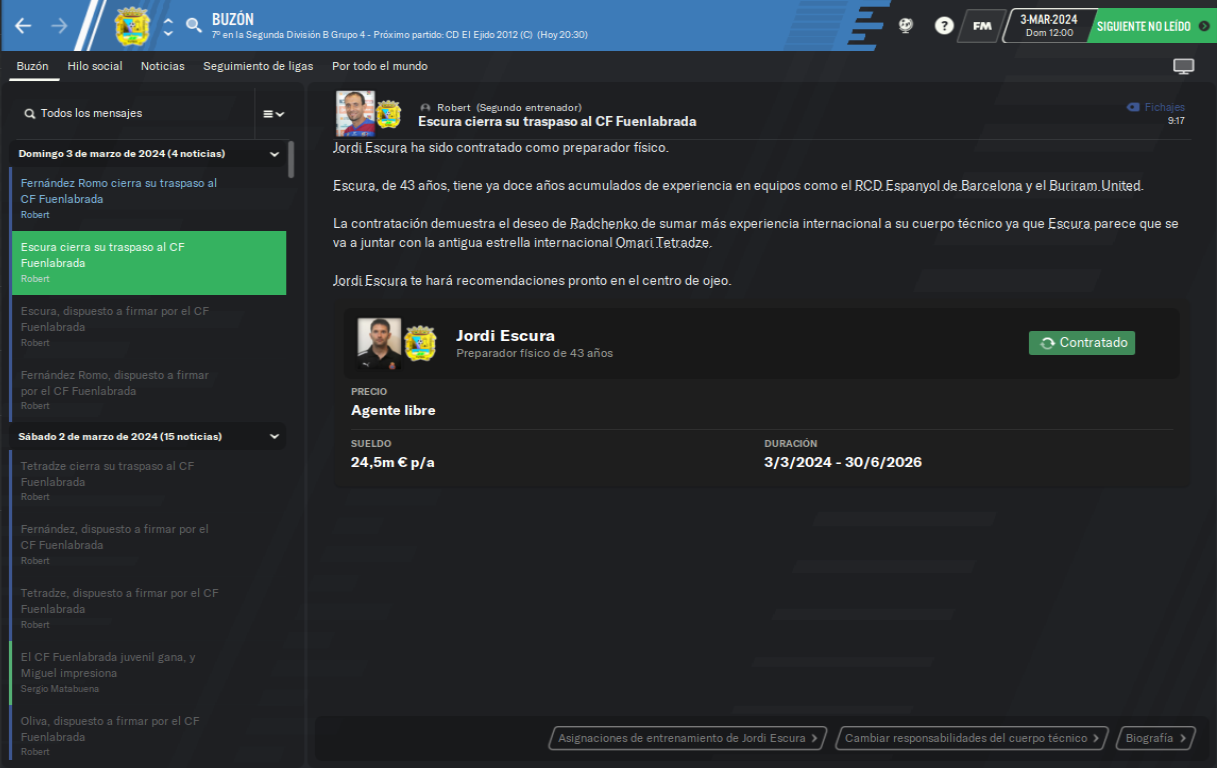 BUZÓN
7º en la Segunda División B Grupo 4 - Próximo partido: CD El Ejido 2012 (C) (Hoy 20:30)
?
FM
3-MAR-2024
Dom 12:00
SIGUIENTE NO LEÍDO
Buzón
Hilo social
Noticias
Seguimiento de ligas
Por todo el mundo
Todos los mensajes
Domingo 3 de marzo de 2024 (4 noticias)
Fernández Romo cierra su traspaso al
CF Fuenlabrada
Robert
Escura cierra su traspaso al CF
Fuenlabrada
Robert
Escura, dispuesto a firmar por el CF
Fuenlabrada
Robert
Fernández Romo, dispuesto a firmar
por el CF Fuenlabrada
Robert
Sábado 2 de marzo de 2024 (15 noticias)
Tetradze cierra su traspaso al CF
Fuenlabrada
Robert
Fernández, dispuesto a firmar por el
CF Fuenlabrada
Robert
Tetradze, dispuesto a firmar por el CF
Fuenlabrada
Robert
El CF Fuenlabrada juvenil gana, y
Miguel impresiona
Sergio Matabuena
Oliva, dispuesto a firmar por el CF
Fuenlabrada
Robert
Robert (Segundo entrenador)
Escura cierra su traspaso al CF Fuenlabrada
Fichajes
9:17
Jordi Escura ha sido contratado como preparador físico.
Escura, de 43 años, tiene ya doce años acumulados de experiencia en equipos como el RCD Espanyol de Barcelona y el Buriram United.
La contratación demuestra el deseo de Radchenko de sumar más experiencia internacional a su cuerpo técnico ya que Escura parece que se
va a juntar con la antigua estrella internacional Omari Tetradze.
Jordi Escura te hará recomendaciones pronto en el centro de ojeo.
Jordi Escura
Preparador físico de 43 años
Contratado
PRECIO
Agente libre
SUELDO
24,5m € p/a
DURACIÓN
3/3/2024 - 30/6/2026
Asignaciones de entrenamiento de Jordi Escura
Cambiar responsabilidades del cuerpo técnico
Biografía